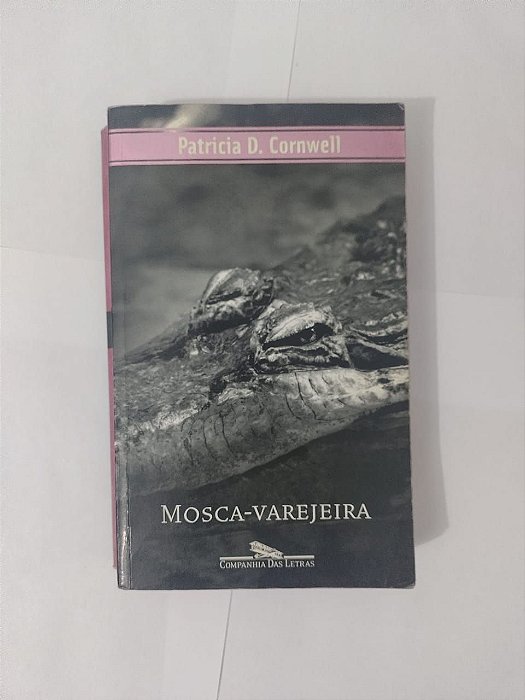 Patricia D. Cornwell
MOSCA-VAREJEIRA
COMPANHIA DAS LETRAS